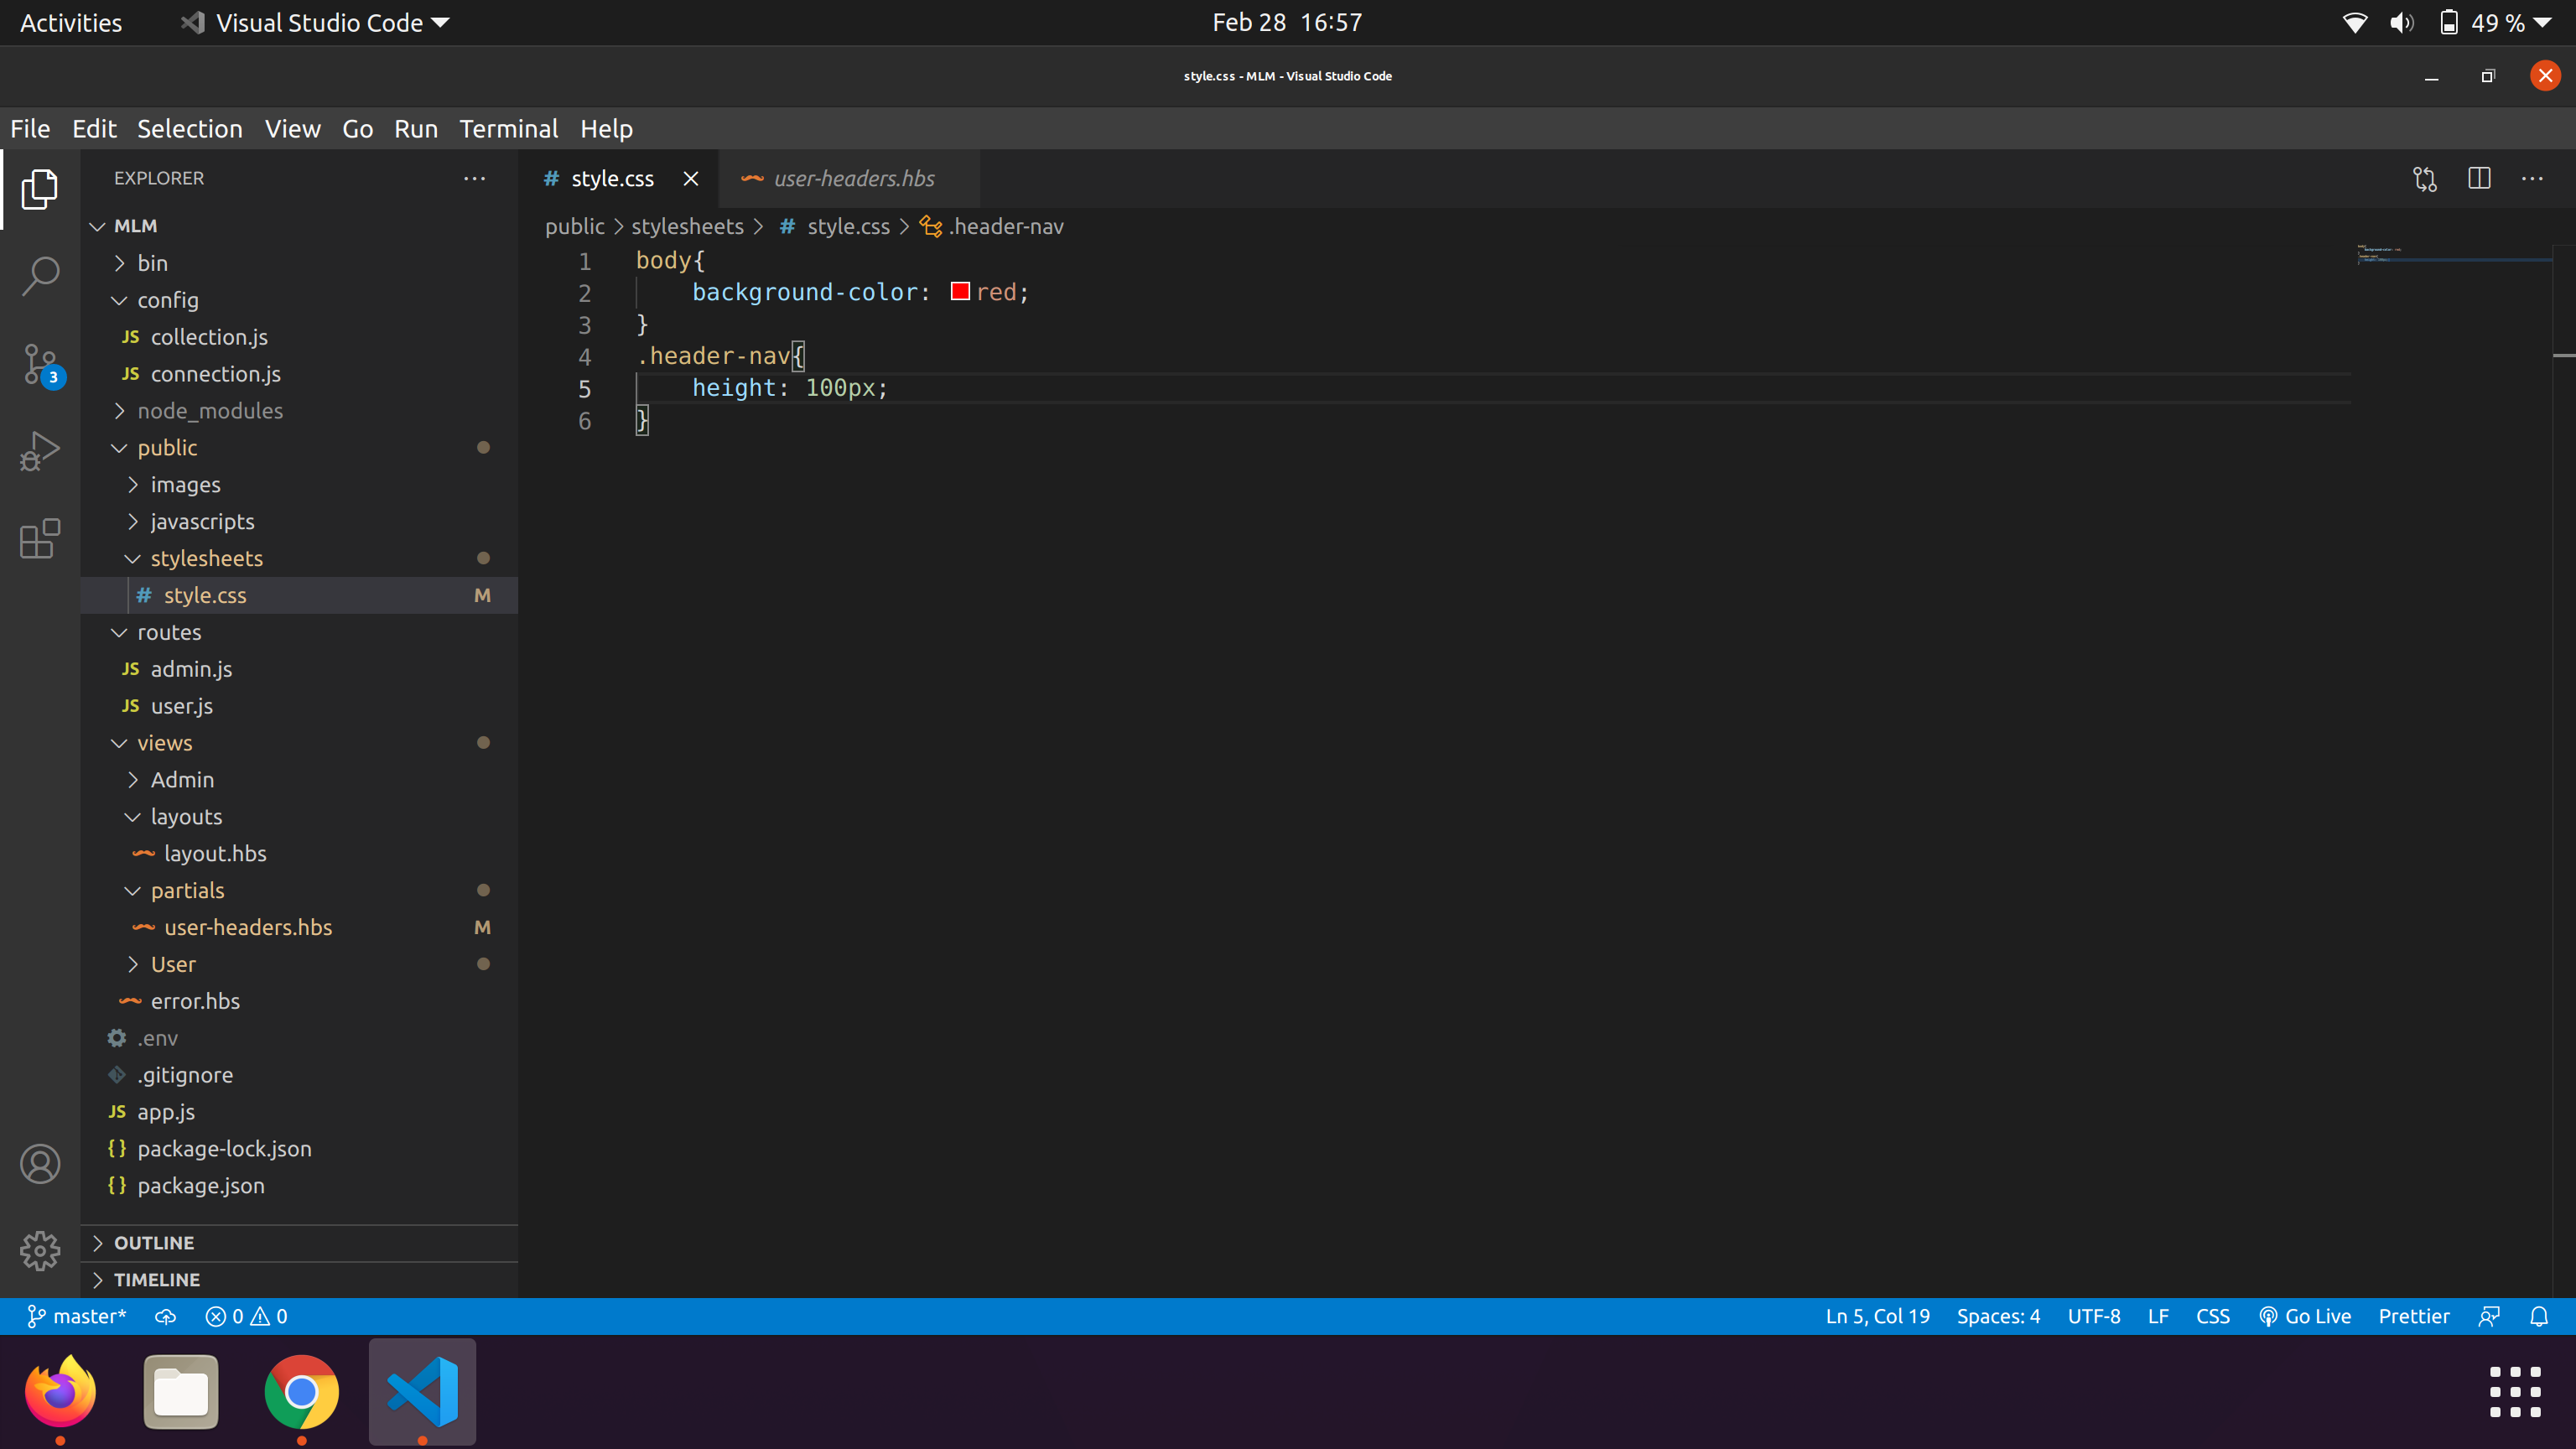 Activities Visual Studio Code Feb 28 16:57 49 %
style.css - MLM - Visual Studio Code
File Edit Selection View Go Run Terminal Help
EXPLORER
MLM
bin
config
JS collection.js
JS connection.js
node_modules
public
images
javascripts
stylesheets
# style.css M
routes
JS admin.js
JS user.js
views
Admin
layouts
layout.hbs
partials
user-headers.hbs M
User
error.hbs
.env
.gitignore
JS app.js
{} package-lock.json
{} package.json
OUTLINE
TIMELINE
3
# style.css user-headers.hbs
public > stylesheets > # style.css > .header-nav
1 body{
2 background-color: red;
3 }
4 .header-nav{
5 height: 100px;
6 }
master* 0 0 Ln 5, Col 19 Spaces: 4 UTF-8 LF CSS Go Live Prettier